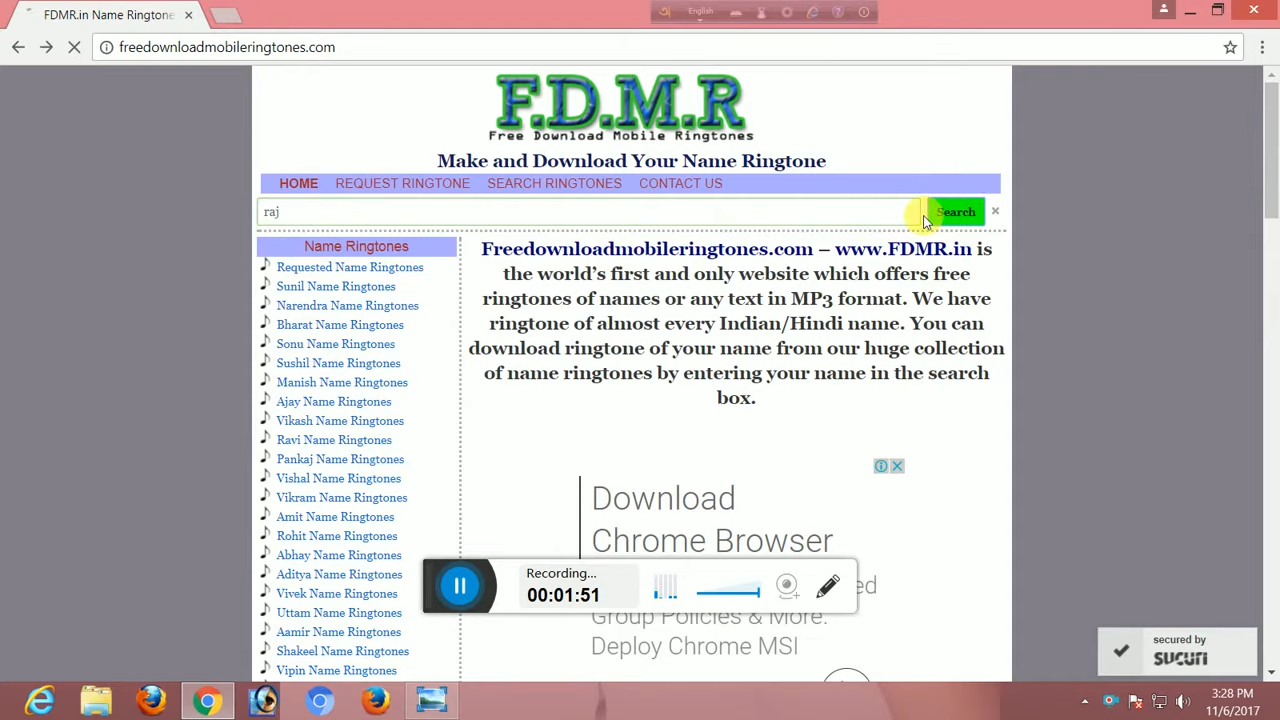 FDMR.in Name Ringtone
English
freedownloadmobileringtones.com
F.D.M.R
Free Download Mobile Ringtones
Make and Download Your Name Ringtone
HOME REQUEST RINGTONE SEARCH RINGTONES CONTACT US
raj
Search
Name Ringtones
Requested Name Ringtones
Sunil Name Ringtones
Narendra Name Ringtones
Bharat Name Ringtones
Sonu Name Ringtones
Sushil Name Ringtones
Manish Name Ringtones
Ajay Name Ringtones
Vikash Name Ringtones
Ravi Name Ringtones
Pankaj Name Ringtones
Vishal Name Ringtones
Vikram Name Ringtones
Amit Name Ringtones
Rohit Name Ringtones
Abhay Name Ringtones
Aditya Name Ringtones
Vivek Name Ringtones
Uttam Name Ringtones
Aamir Name Ringtones
Shakeel Name Ringtones
Vipin Name Ringtones
Freedownloadmobileringtones.com – www.FDMR.in is
the world’s first and only website which offers free
ringtones of names or any text in MP3 format. We have
ringtone of almost every Indian/Hindi name. You can
download ringtone of your name from our huge collection
of name ringtones by entering your name in the search
box.
Download
Chrome Browser
Group Policies & More.
Deploy Chrome MSI
Recording...
00:01:51
secured by
sucuri
3:28 PM
11/6/2017